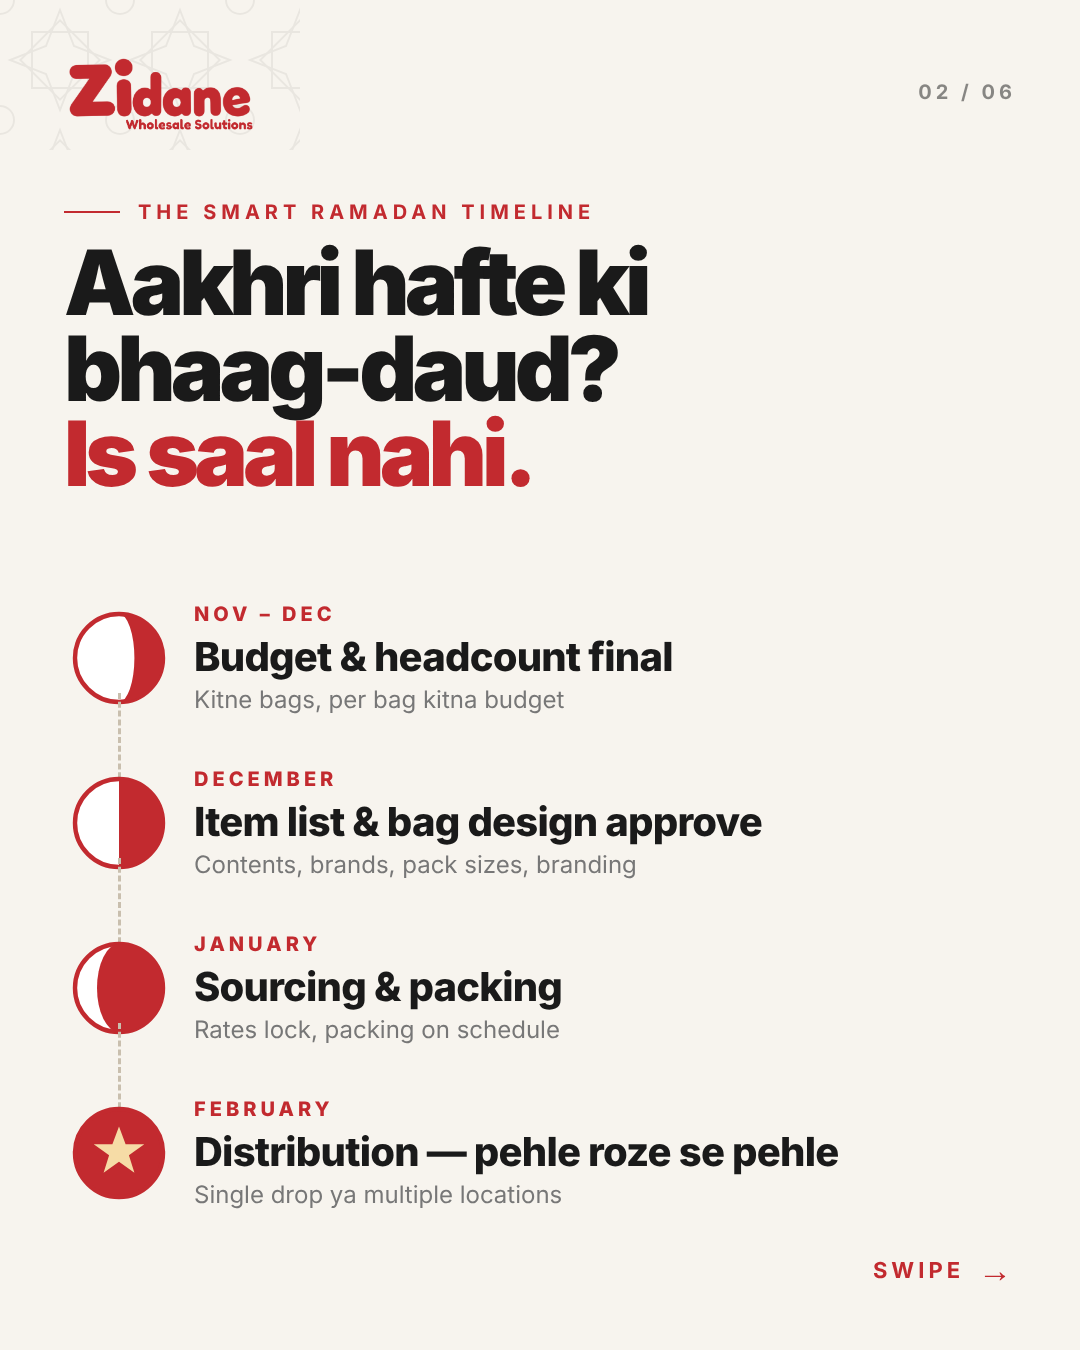 Zidane
Wholesale Solutions
02 / 06
THE SMART RAMADAN TIMELINE
Aakhri hafte ki
bhaag-daud?
Is saal nahi.
NOV – DEC
Budget & headcount final
Kitne bags, per bag kitna budget
DECEMBER
Item list & bag design approve
Contents, brands, pack sizes, branding
JANUARY
Sourcing & packing
Rates lock, packing on schedule
FEBRUARY
Distribution — pehle roze se pehle
Single drop ya multiple locations
SWIPE →